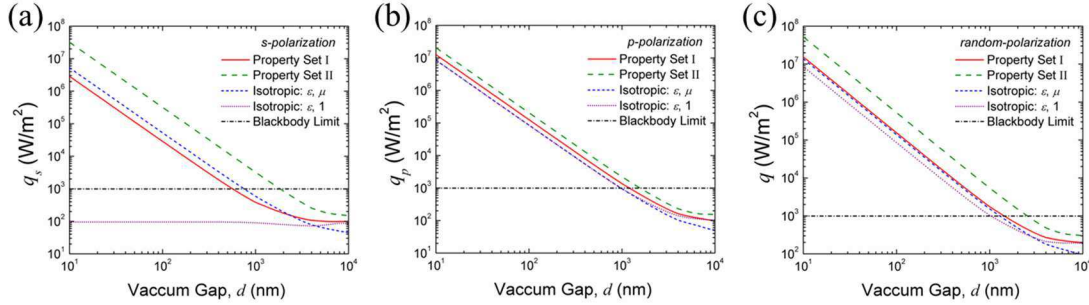 (a)
10^8
10^7
10^6
10^5
10^4
10^3
10^2
10^1
q_s (W/m^2)
s-polarization
Property Set I
Property Set II
Isotropic: ε, μ
Isotropic: ε, 1
Blackbody Limit
10^1 10^2 10^3 10^4
Vaccum Gap, d (nm)
(b)
10^8
10^7
10^6
10^5
10^4
10^3
10^2
10^1
q_p (W/m^2)
p-polarization
Property Set I
Property Set II
Isotropic: ε, μ
Isotropic: ε, 1
Blackbody Limit
10^1 10^2 10^3 10^4
Vaccum Gap, d (nm)
(c)
10^8
10^7
10^6
10^5
10^4
10^3
10^2
q (W/m^2)
random-polarization
Property Set I
Property Set II
Isotropic: ε, μ
Isotropic: ε, 1
Blackbody Limit
10^1 10^2 10^3 10^4
Vaccum Gap, d (nm)